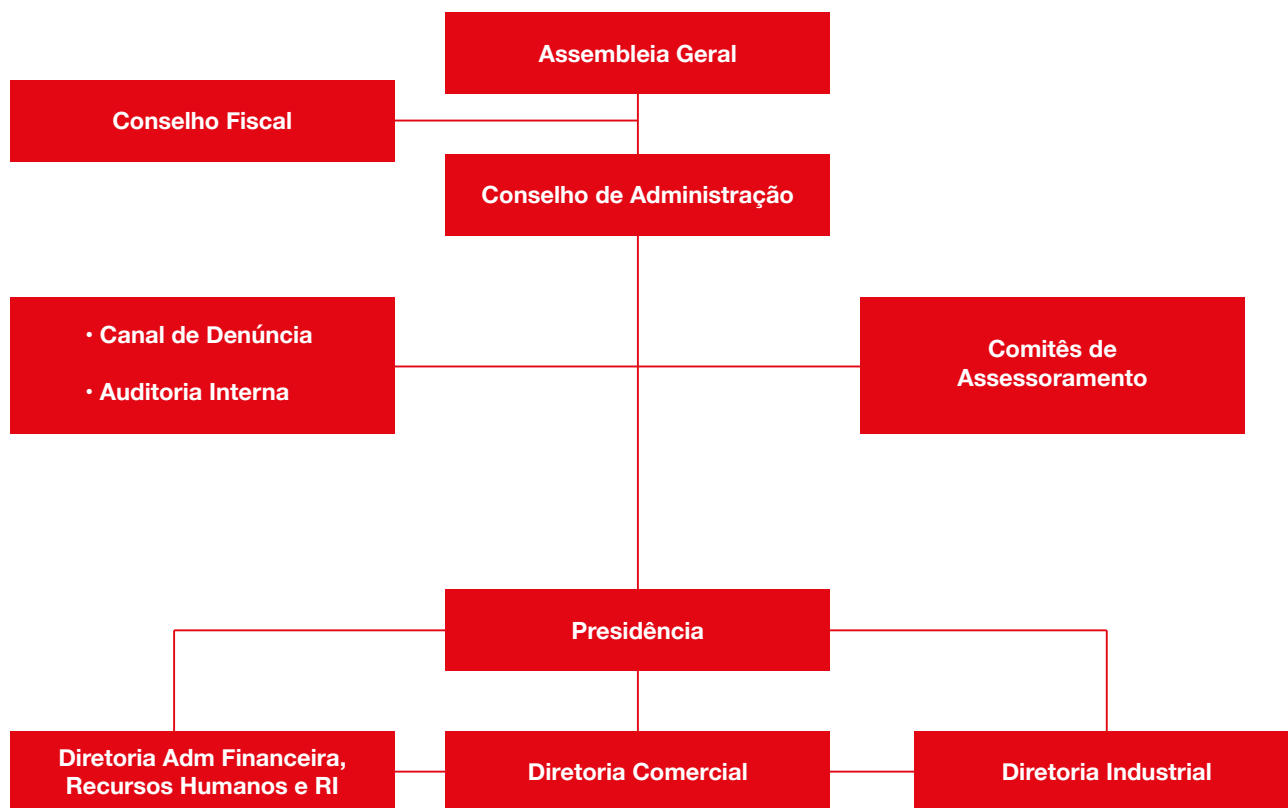 Assembleia Geral
Conselho Fiscal
Conselho de Administração
· Canal de Denúncia
· Auditoria Interna
Comitês de
Assessoramento
Presidência
Diretoria Adm Financeira,
Recursos Humanos e RI
Diretoria Comercial
Diretoria Industrial